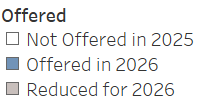 Offered
Not Offered in 2025
Offered in 2026
Reduced for 2026